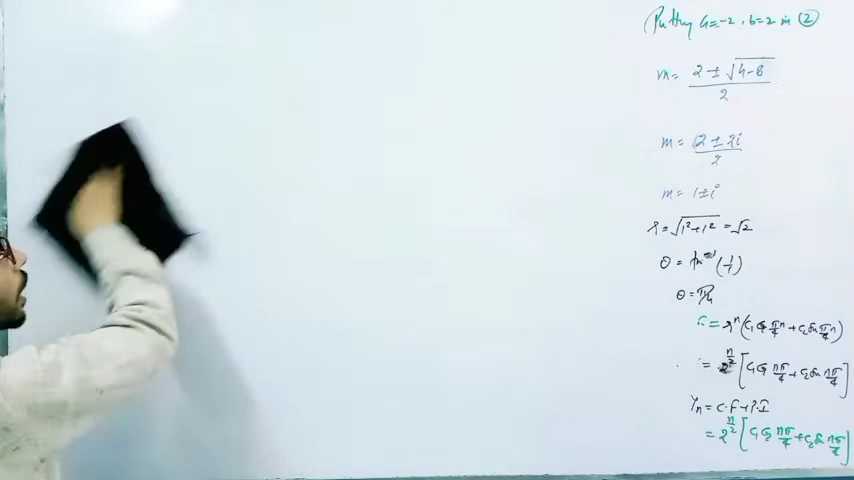 Putting a=-2, b=2 in ②
m = (2 ± √(4-8))/2
m = (2 ± 2i)/2
m = 1±i
r = √(1²+1²) = √2
θ = tan⁻¹(1/1)
θ = π/4
= rⁿ(c₁ cos π/4 n + c₂ sin π/4 n)
= 2^(n/2) [c₁ cos nπ/4 + c₂ sin nπ/4]
Yn = C.F + P.I
= 2^(n/2) [c₁ cos nπ/4 + c₂ sin nπ/4]